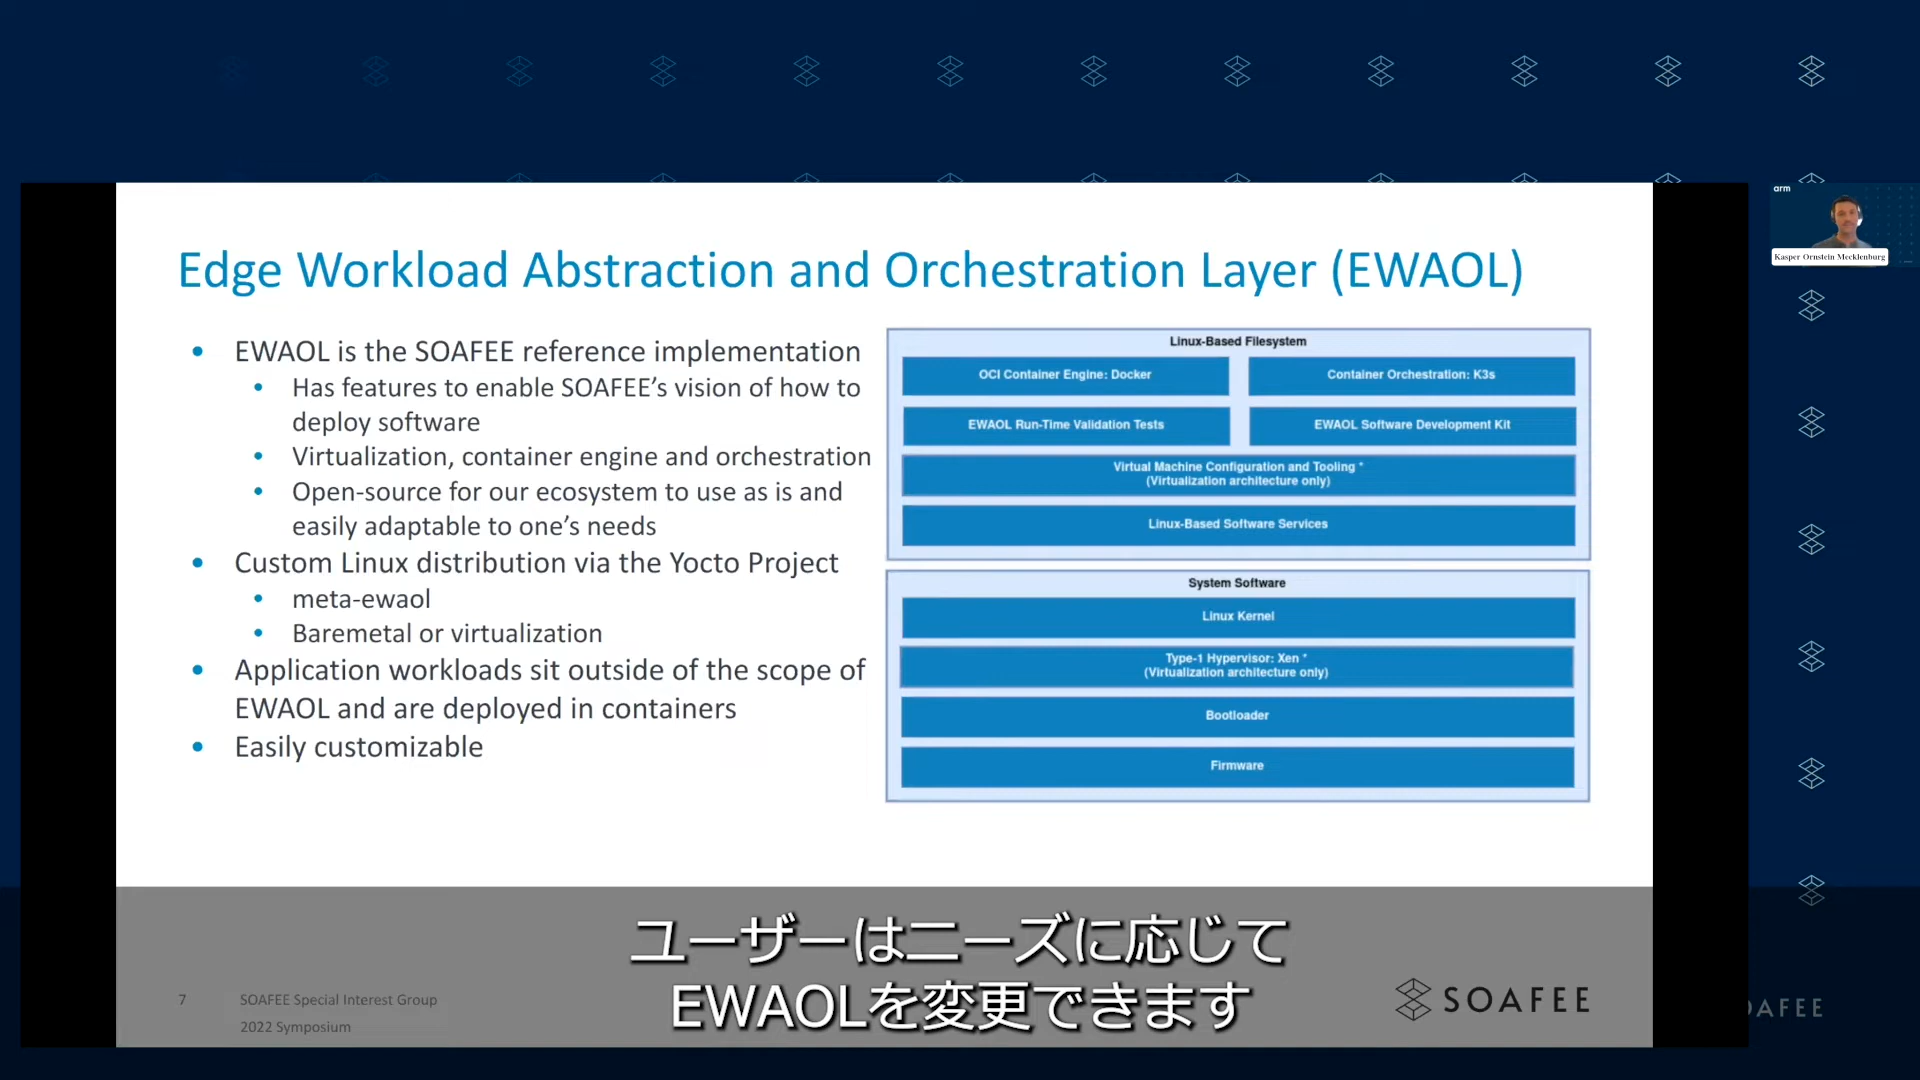 arm
Kasper Ornstein Mecklenburg
Edge Workload Abstraction and Orchestration Layer (EWAOL)
• EWAOL is the SOAFEE reference implementation
• Has features to enable SOAFEE’s vision of how to
deploy software
• Virtualization, container engine and orchestration
• Open-source for our ecosystem to use as is and
easily adaptable to one’s needs
• Custom Linux distribution via the Yocto Project
• meta-ewaol
• Baremetal or virtualization
• Application workloads sit outside of the scope of
EWAOL and are deployed in containers
• Easily customizable
Linux-Based Filesystem
OCI Container Engine: Docker
Container Orchestration: K3s
EWAOL Run-Time Validation Tests
EWAOL Software Development Kit
Virtual Machine Configuration and Tooling *
(Virtualization architecture only)
Linux-Based Software Services
System Software
Linux Kernel
Type-1 Hypervisor: Xen *
(Virtualization architecture only)
Bootloader
Firmware
ユーザーはニーズに応じて
EWAOLを変更できます
7
SOAFEE Special Interest Group
2022 Symposium
SOAFEE
OAFEE